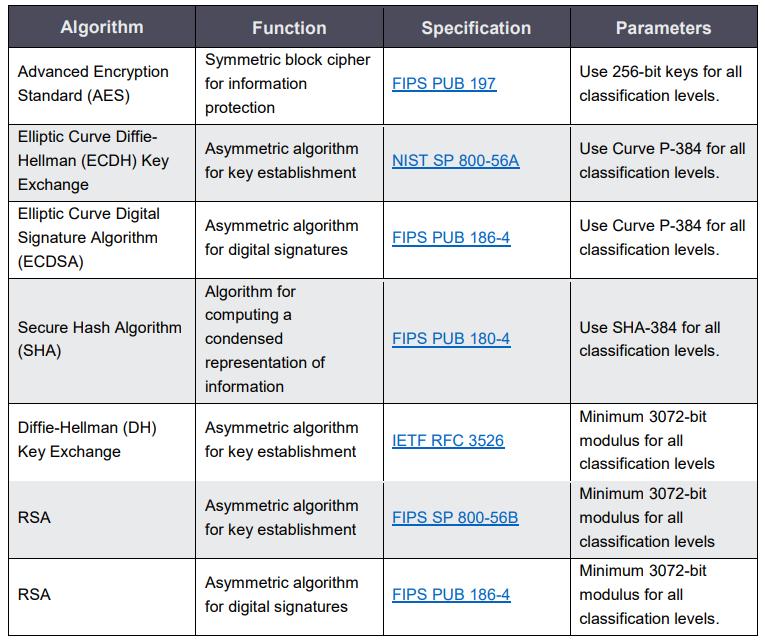 Algorithm Function Specification Parameters
Advanced Encryption
Standard (AES)
Symmetric block cipher
for information
protection
FIPS PUB 197
Use 256-bit keys for all
classification levels.
Elliptic Curve Diffie-
Hellman (ECDH) Key
Exchange
Asymmetric algorithm
for key establishment
NIST SP 800-56A
Use Curve P-384 for all
classification levels.
Elliptic Curve Digital
Signature Algorithm
(ECDSA)
Asymmetric algorithm
for digital signatures
FIPS PUB 186-4
Use Curve P-384 for all
classification levels.
Secure Hash Algorithm
(SHA)
Algorithm for
computing a
condensed
representation of
information
FIPS PUB 180-4
Use SHA-384 for all
classification levels.
Diffie-Hellman (DH)
Key Exchange
Asymmetric algorithm
for key establishment
IETF RFC 3526
Minimum 3072-bit
modulus for all
classification levels
RSA
Asymmetric algorithm
for key establishment
FIPS SP 800-56B
Minimum 3072-bit
modulus for all
classification levels
RSA
Asymmetric algorithm
for digital signatures
FIPS PUB 186-4
Minimum 3072-bit
modulus for all
classification levels.